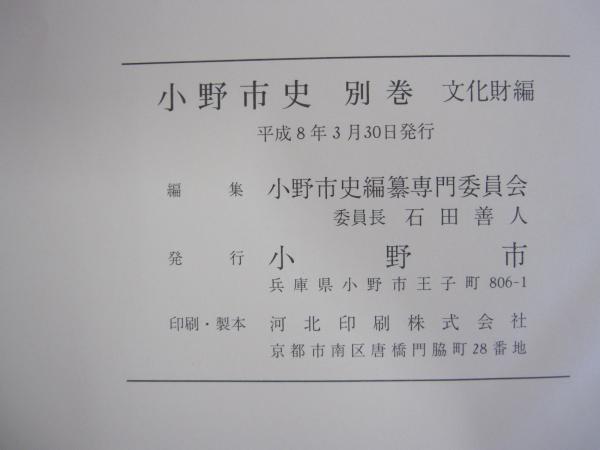 小野市史 別巻 文化財編
平成8年3月30日発行
編集 小野市史編纂専門委員会
委員長 石田善人
発行 小野市
兵庫県小野市王子町806-1
印刷・製本 河北印刷株式会社
京都市南区唐橋門脇町28番地